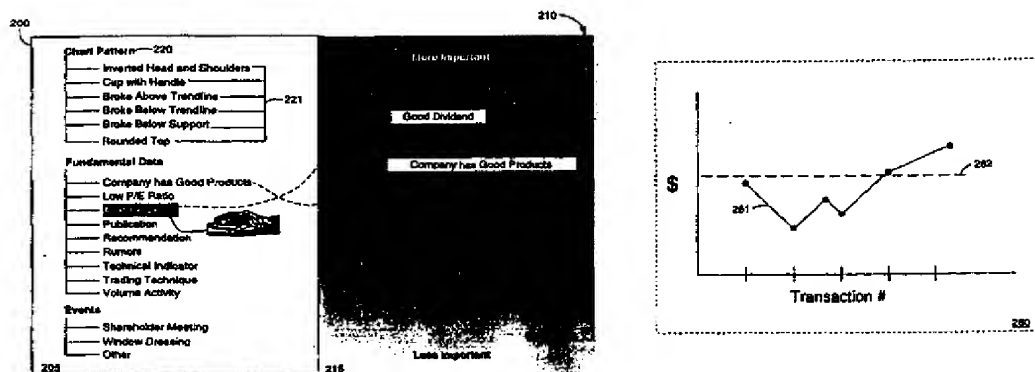 200
210
Chart Pattern 220
Inverted Head and Shoulders
Cup with Handle
Broke Above Trendline
Broke Below Trendline
Broke Below Support
Rounded Top
221
Fundamental Data
Company has Good Products
Low P/E Ratio
Publication
Recommendation
Rumors
Technical Indicator
Trading Technique
Volume Activity
Events
Shareholder Meeting
Window Dressing
Other
205
More Important
Good Dividend
Company has Good Products
Less Important
215
262
261
Transaction #
260